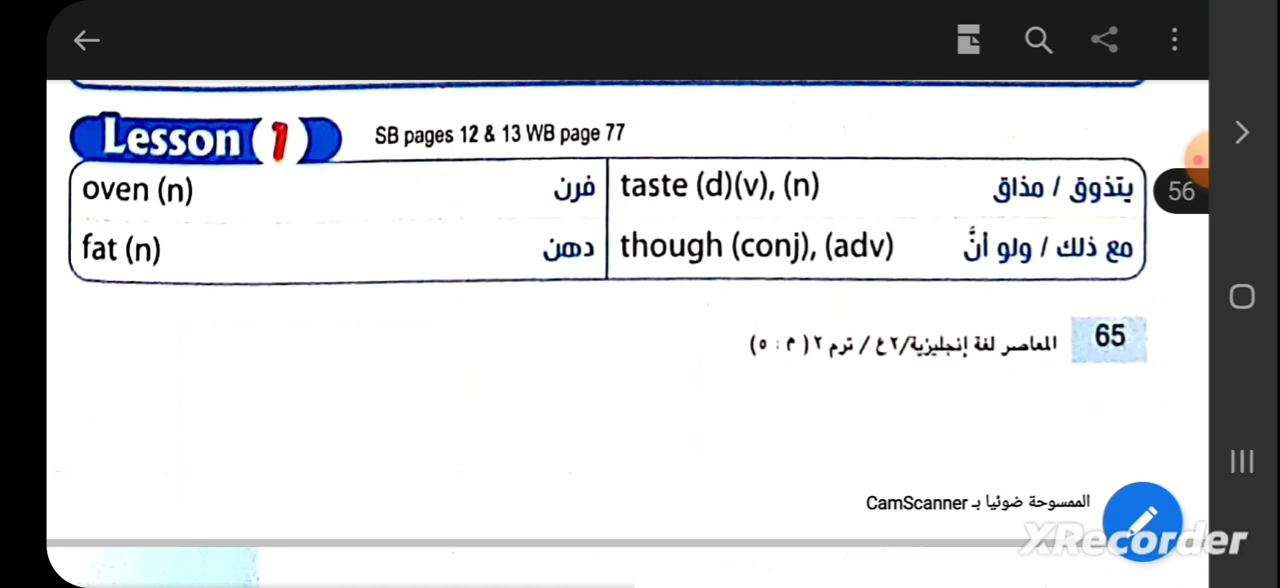 Lesson (1) SB pages 12 & 13 WB page 77
oven (n) فرن taste (d)(v), (n) يتذوق / مذاق
56
fat (n) دهن though (conj), (adv) مع ذلك / ولو أنَّ
المعاصر لغة إنجليزية/٢ع / ترم ٢ (م : ٥) 65
الممسوحة ضوئيا بـ CamScanner
XRecorder